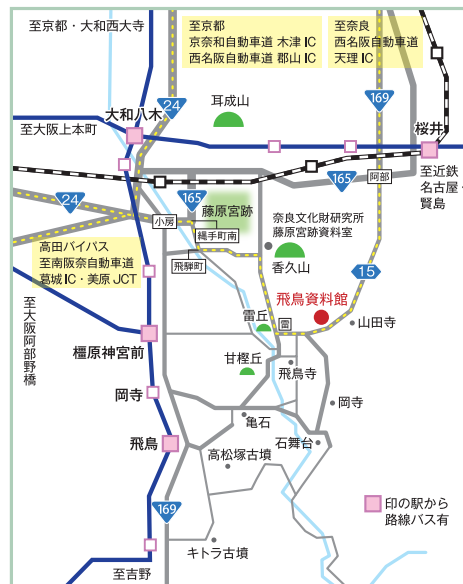 至京都・大和西大寺
至京都
京奈和自動車道 木津 IC
西名阪自動車道 郡山 IC
至奈良
西名阪自動車道
天理 IC
24
169
耳成山
大和八木
桜井
至大阪上本町
至近鉄
名古屋・
賢島
165
阿部
24
165
藤原宮跡
小房
縄手町南
飛騨町
奈良文化財研究所
藤原宮跡資料室
香久山
高田バイパス
至南阪奈自動車道
葛城 IC・美原 JCT
15
至大阪阿部野橋
飛鳥資料館
雷丘
雷
山田寺
橿原神宮前
甘樫丘
飛鳥寺
岡寺
岡寺
亀石
石舞台
飛鳥
高松塚古墳
169
印の駅から
路線バス有
キトラ古墳
至吉野